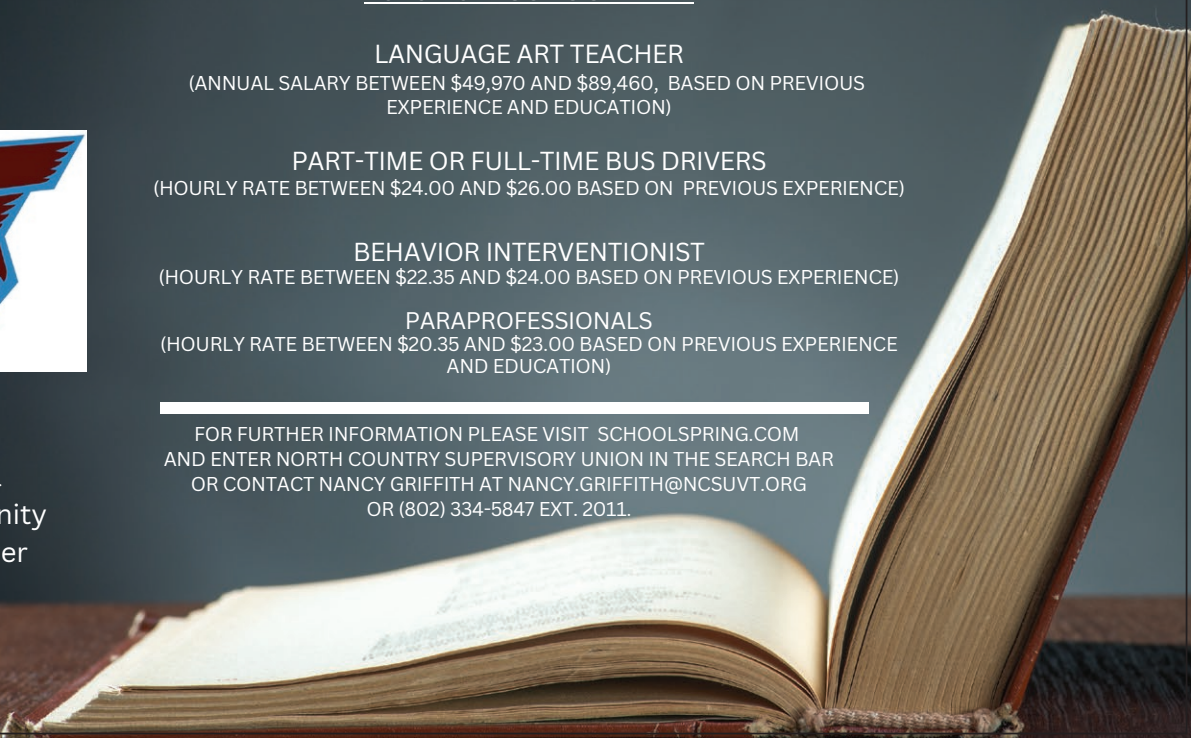 LANGUAGE ART TEACHER
(ANNUAL SALARY BETWEEN $49,970 AND $89,460, BASED ON PREVIOUS
EXPERIENCE AND EDUCATION)
PART-TIME OR FULL-TIME BUS DRIVERS
(HOURLY RATE BETWEEN $24.00 AND $26.00 BASED ON PREVIOUS EXPERIENCE)
BEHAVIOR INTERVENTIONIST
(HOURLY RATE BETWEEN $22.35 AND $24.00 BASED ON PREVIOUS EXPERIENCE)
PARAPROFESSIONALS
(HOURLY RATE BETWEEN $20.35 AND $23.00 BASED ON PREVIOUS EXPERIENCE
AND EDUCATION)
FOR FURTHER INFORMATION PLEASE VISIT SCHOOLSPRING.COM
AND ENTER NORTH COUNTRY SUPERVISORY UNION IN THE SEARCH BAR
OR CONTACT NANCY GRIFFITH AT NANCY.GRIFFITH@NCSUVT.ORG
OR (802) 334-5847 EXT. 2011.
nity
er